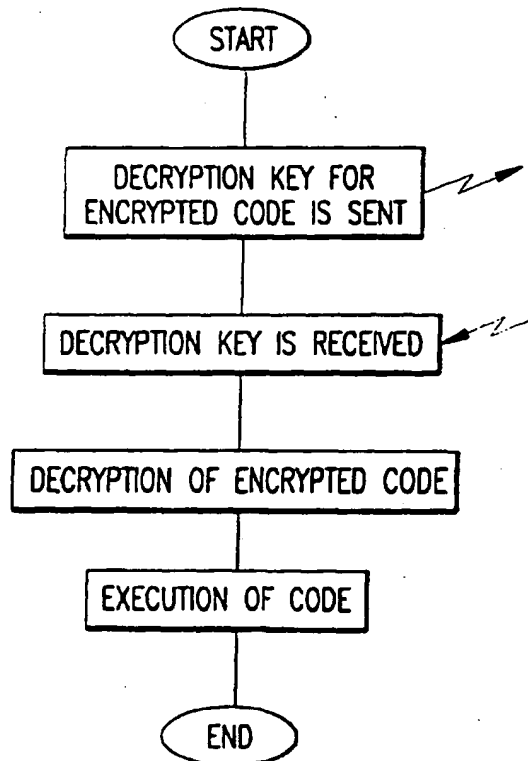 START
DECRYPTION KEY FOR
ENCRYPTED CODE IS SENT
DECRYPTION KEY IS RECEIVED
DECRYPTION OF ENCRYPTED CODE
EXECUTION OF CODE
END